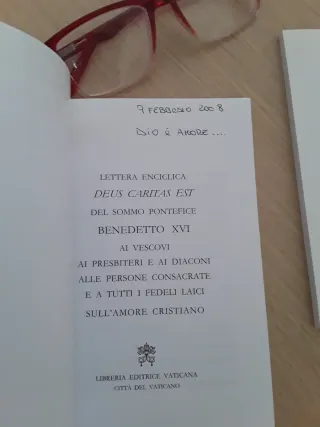 7 FEBBRAIO 2008
DIO È AMORE....
LETTERA ENCICLICA
DEUS CARITAS EST
DEL SOMMO PONTEFICE
BENEDETTO XVI
AI VESCOVI
AI PRESBITERI E AI DIACONI
ALLE PERSONE CONSACRATE
E A TUTTI I FEDELI LAICI
SULL'AMORE CRISTIANO
LIBRERIA EDITRICE VATICANA
CITTÀ DEL VATICANO